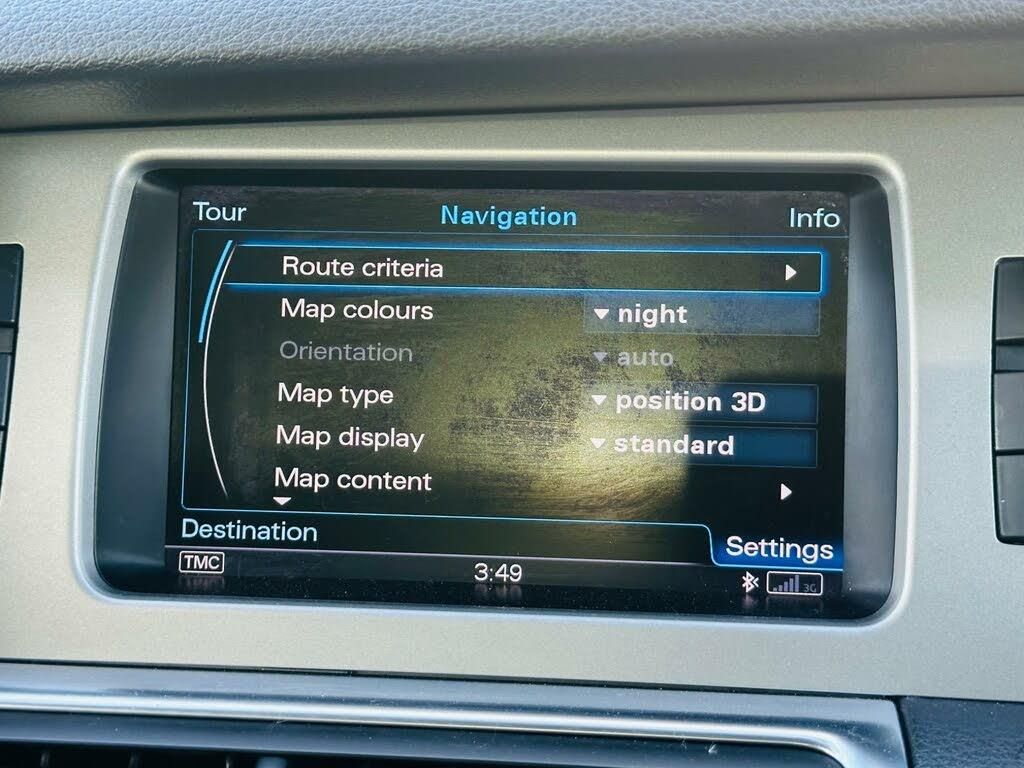 Tour Navigation Info
Route criteria
Map colours night
Orientation auto
Map type position 3D
Map display standard
Map content
Destination
Settings
TMC 3:49 3G